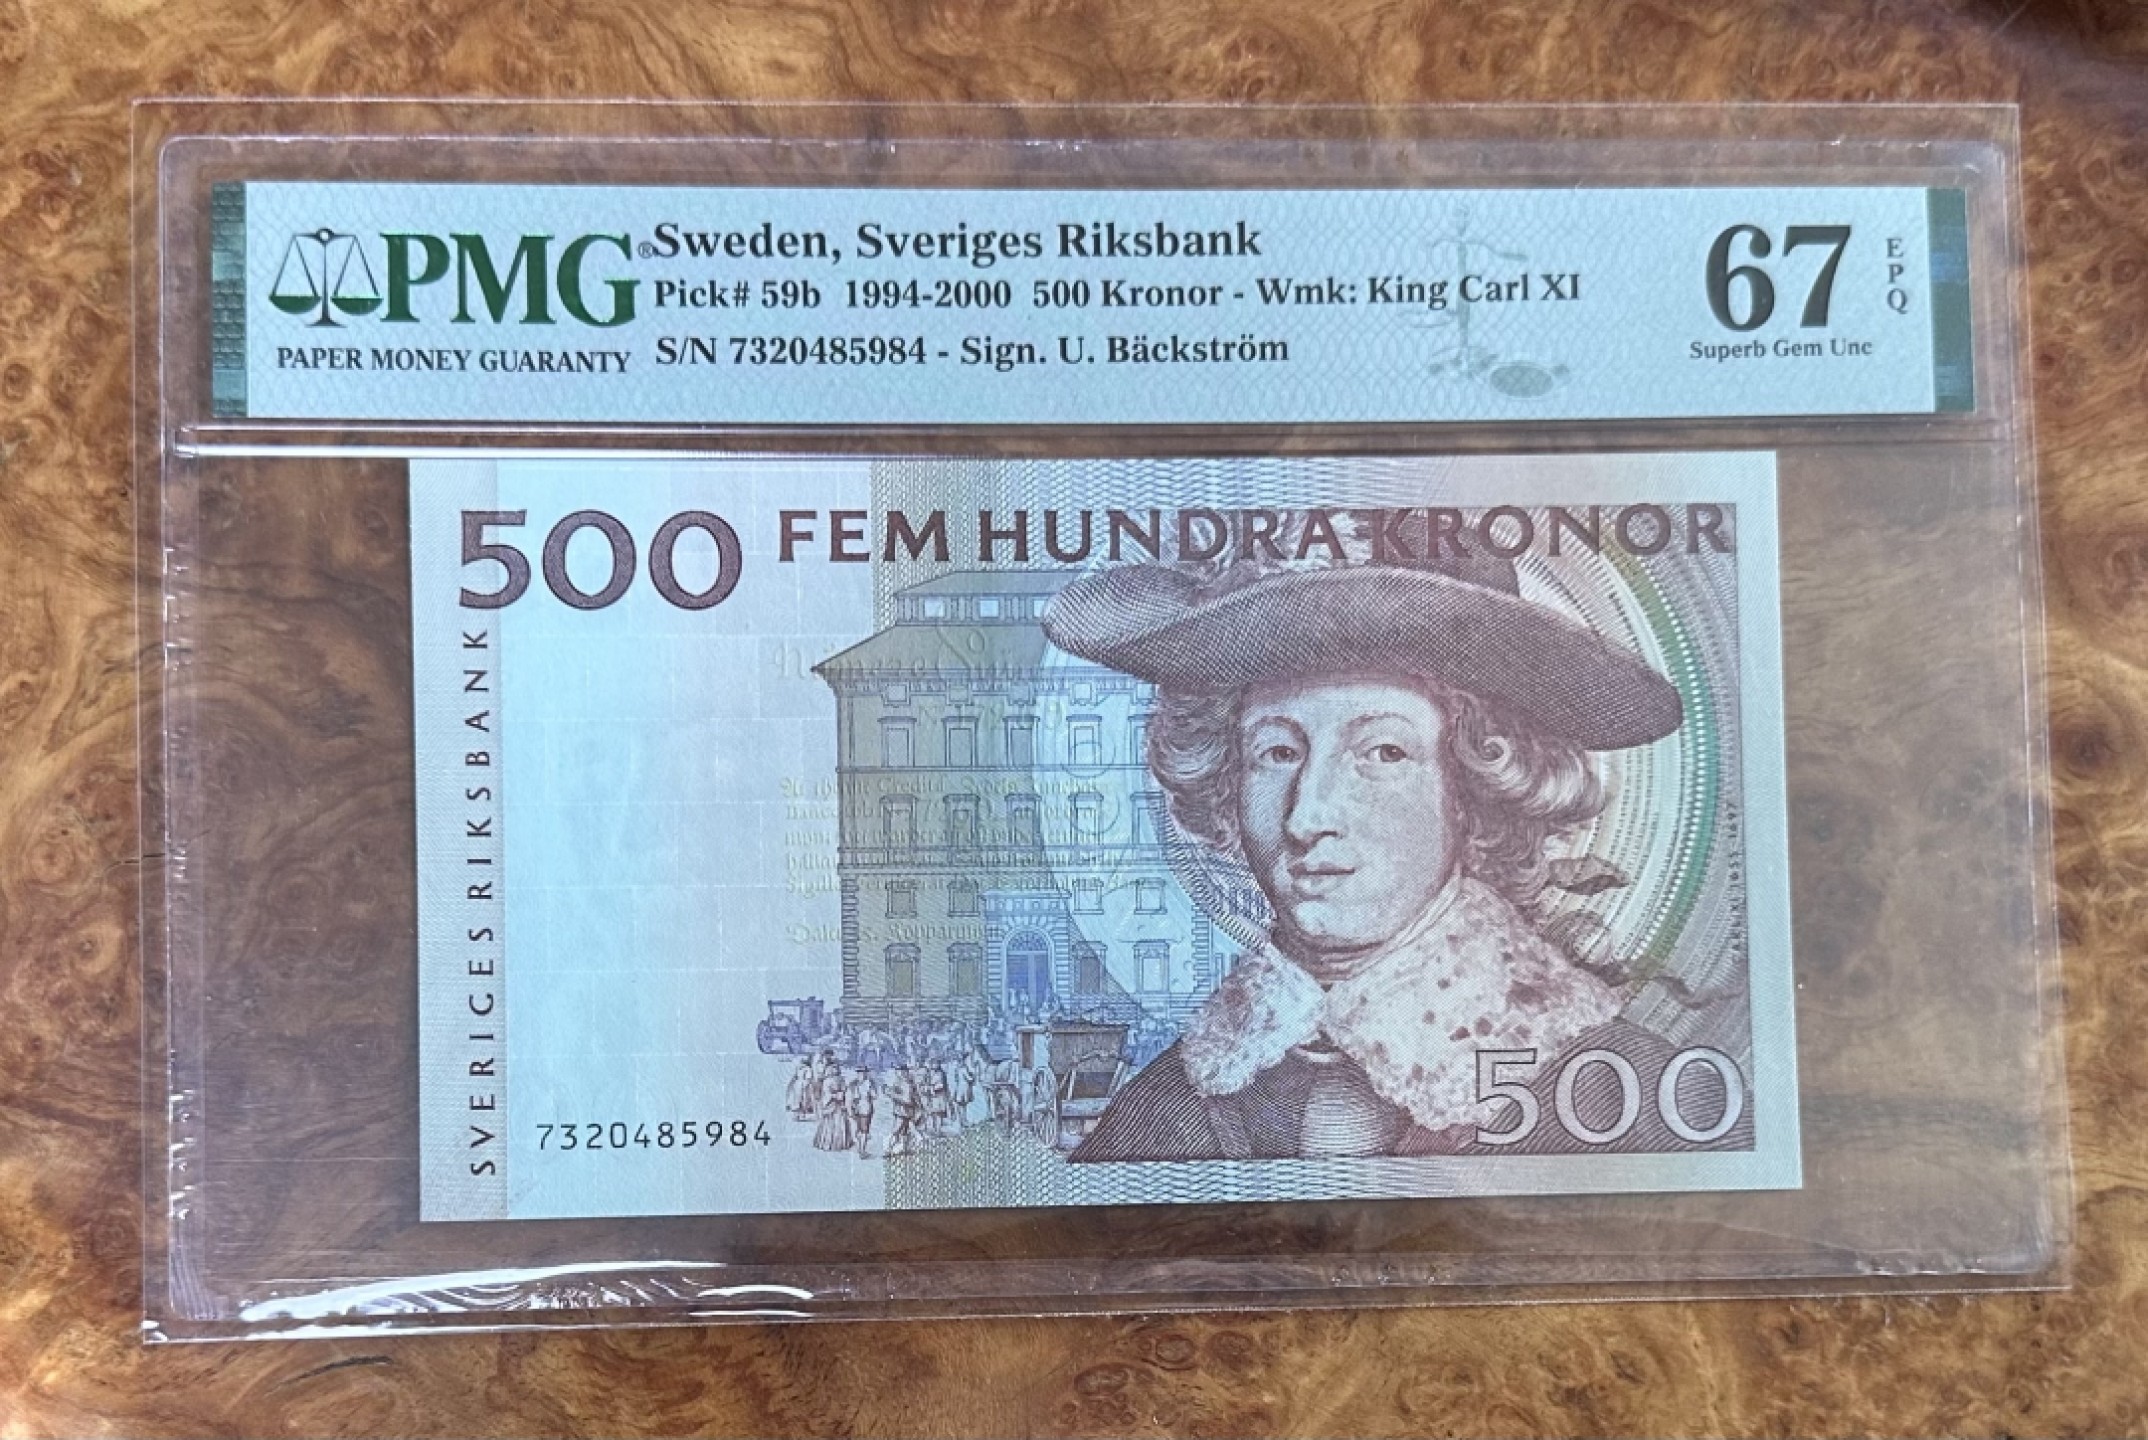 PMG®
PAPER MONEY GUARANTY
Sweden, Sveriges Riksbank
Pick# 59b 1994-2000 500 Kronor - Wmk: King Carl XI
S/N 7320485984 - Sign. U. Bäckström
67
EPQ
Superb Gem Unc
500 FEM HUNDRA KRONOR
SVERIGES RIKSBANK
7320485984
500